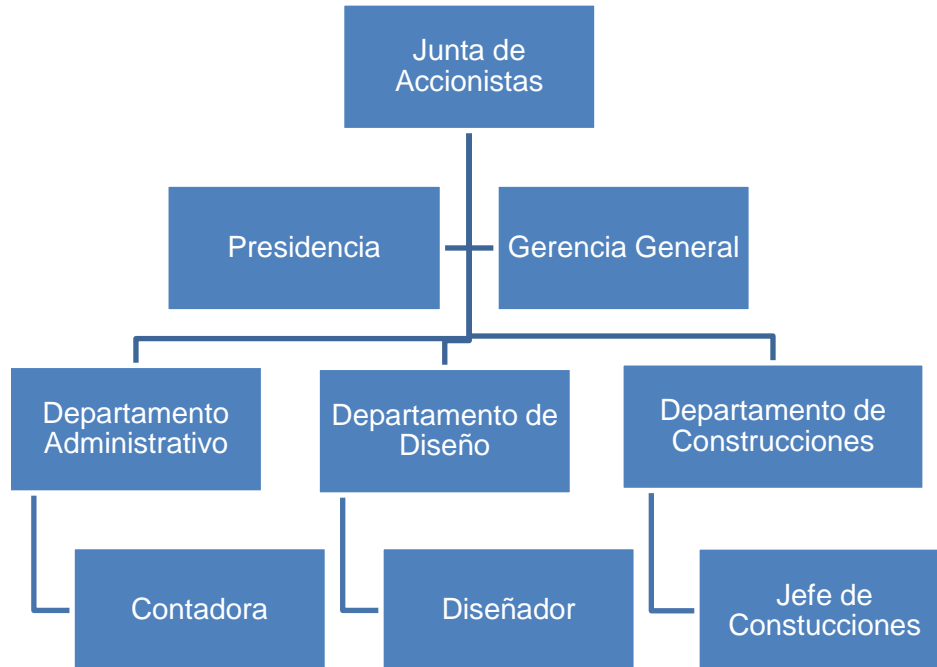 Junta de
Accionistas
Presidencia
Gerencia General
Departamento
Administrativo
Departamento de
Diseño
Departamento de
Construcciones
Contadora
Diseñador
Jefe de
Constucciones